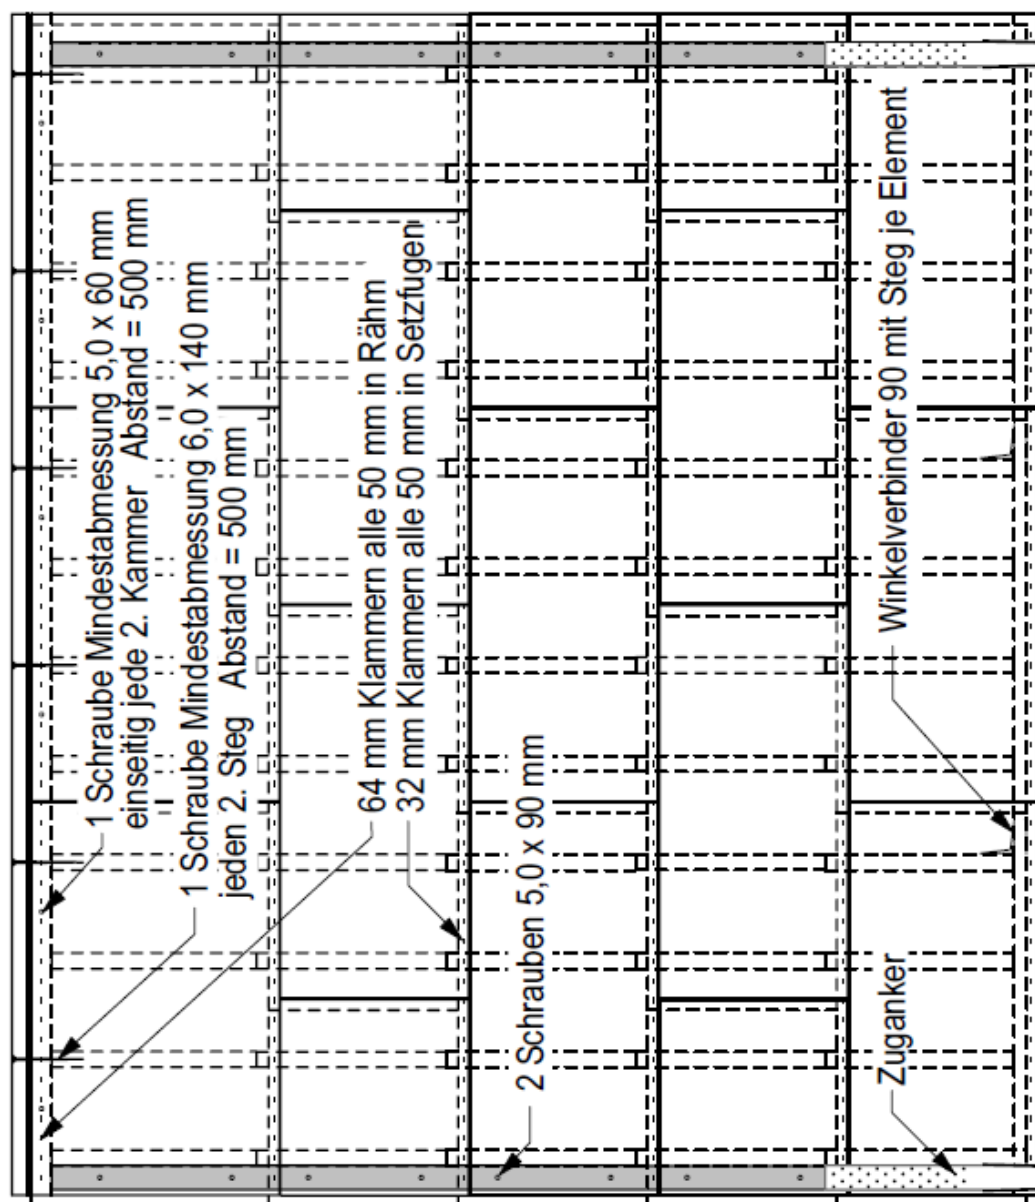 1 Schraube Mindestabmessung 5,0 x 60 mm
einseitig jede 2. Kammer Abstand = 500 mm
1 Schraube Mindestabmessung 6,0 x 140 mm
jeden 2. Steg Abstand = 500 mm
64 mm Klammern alle 50 mm in Rähm
32 mm Klammern alle 50 mm in Setzfugen
2 Schrauben 5,0 x 90 mm
Zuganker
Winkelverbinder 90 mit Steg je Element